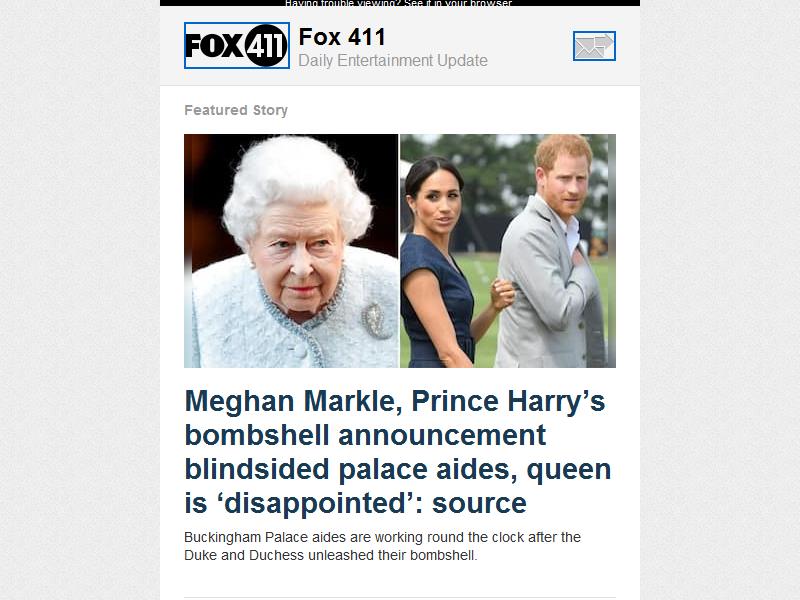 Having trouble viewing? See it in your browser
FOX 411
Fox 411
Daily Entertainment Update
Featured Story
Meghan Markle, Prince Harry’s
bombshell announcement
blindsided palace aides, queen
is ‘disappointed’: source
Buckingham Palace aides are working round the clock after the
Duke and Duchess unleashed their bombshell.